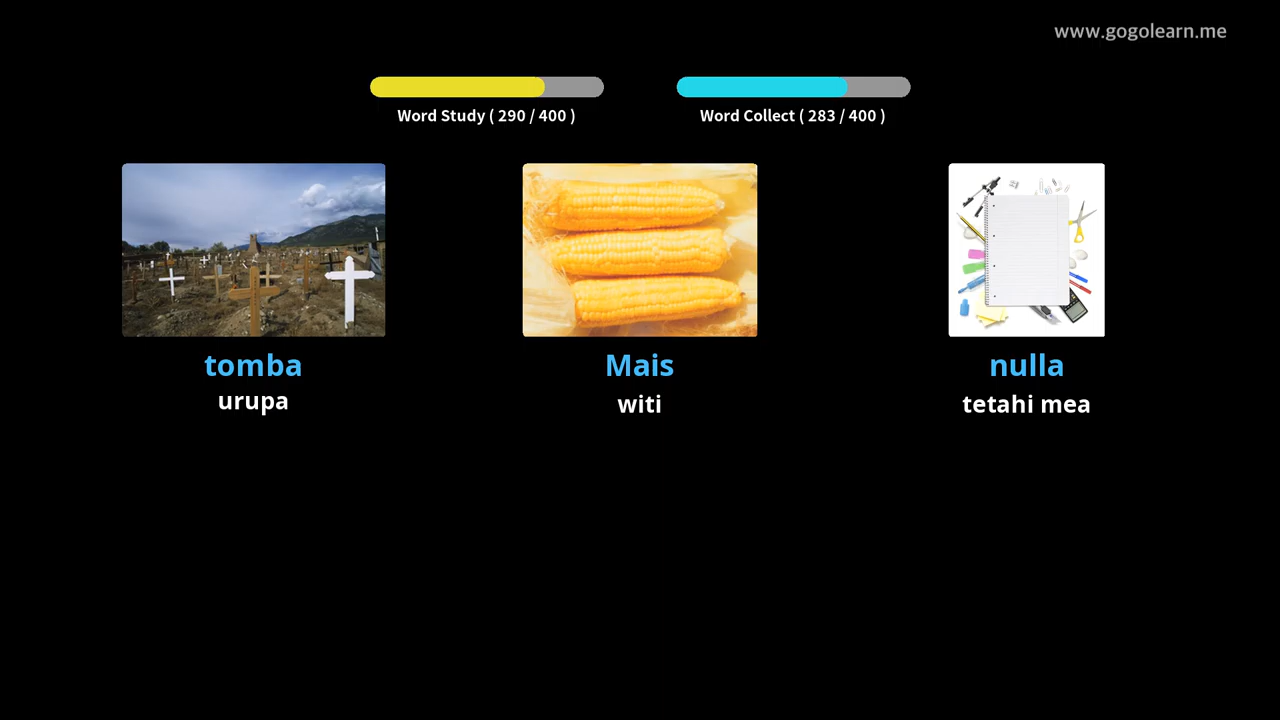 www.gogolearn.me
Word Study ( 290 / 400 )
Word Collect ( 283 / 400 )
tomba
urupa
Mais
witi
nulla
tetahi mea